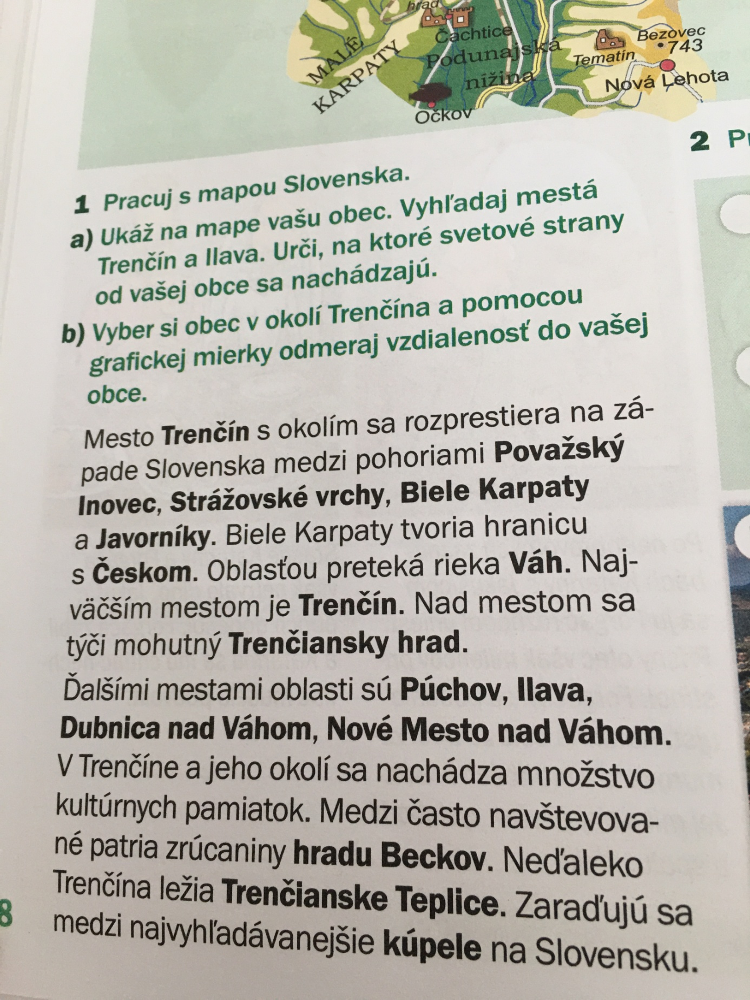 hrad
Čachtice
MALÉ
KARPATY
Podunajská
nížina
Očkov
Tematín
Bezovec
743
Nová Lehota
1 Pracuj s mapou Slovenska.
a) Ukáž na mape vašu obec. Vyhľadaj mestá
Trenčín a Ilava. Urči, na ktoré svetové strany
od vašej obce sa nachádzajú.
b) Vyber si obec v okolí Trenčína a pomocou
grafickej mierky odmeraj vzdialenosť do vašej
obce.
Mesto Trenčín s okolím sa rozprestiera na zá-
pade Slovenska medzi pohoriami Považský
Inovec, Strážovské vrchy, Biele Karpaty
a Javorníky. Biele Karpaty tvoria hranicu
s Českom. Oblasťou preteká rieka Váh. Naj-
väčším mestom je Trenčín. Nad mestom sa
týči mohutný Trenčiansky hrad.
Ďalšími mestami oblasti sú Púchov, Ilava,
Dubnica nad Váhom, Nové Mesto nad Váhom.
V Trenčíne a jeho okolí sa nachádza množstvo
kultúrnych pamiatok. Medzi často navštevova-
né patria zrúcaniny hradu Beckov. Neďaleko
Trenčína ležia Trenčianske Teplice. Zaraďujú sa
medzi najvyhľadávanejšie kúpele na Slovensku.
8
2